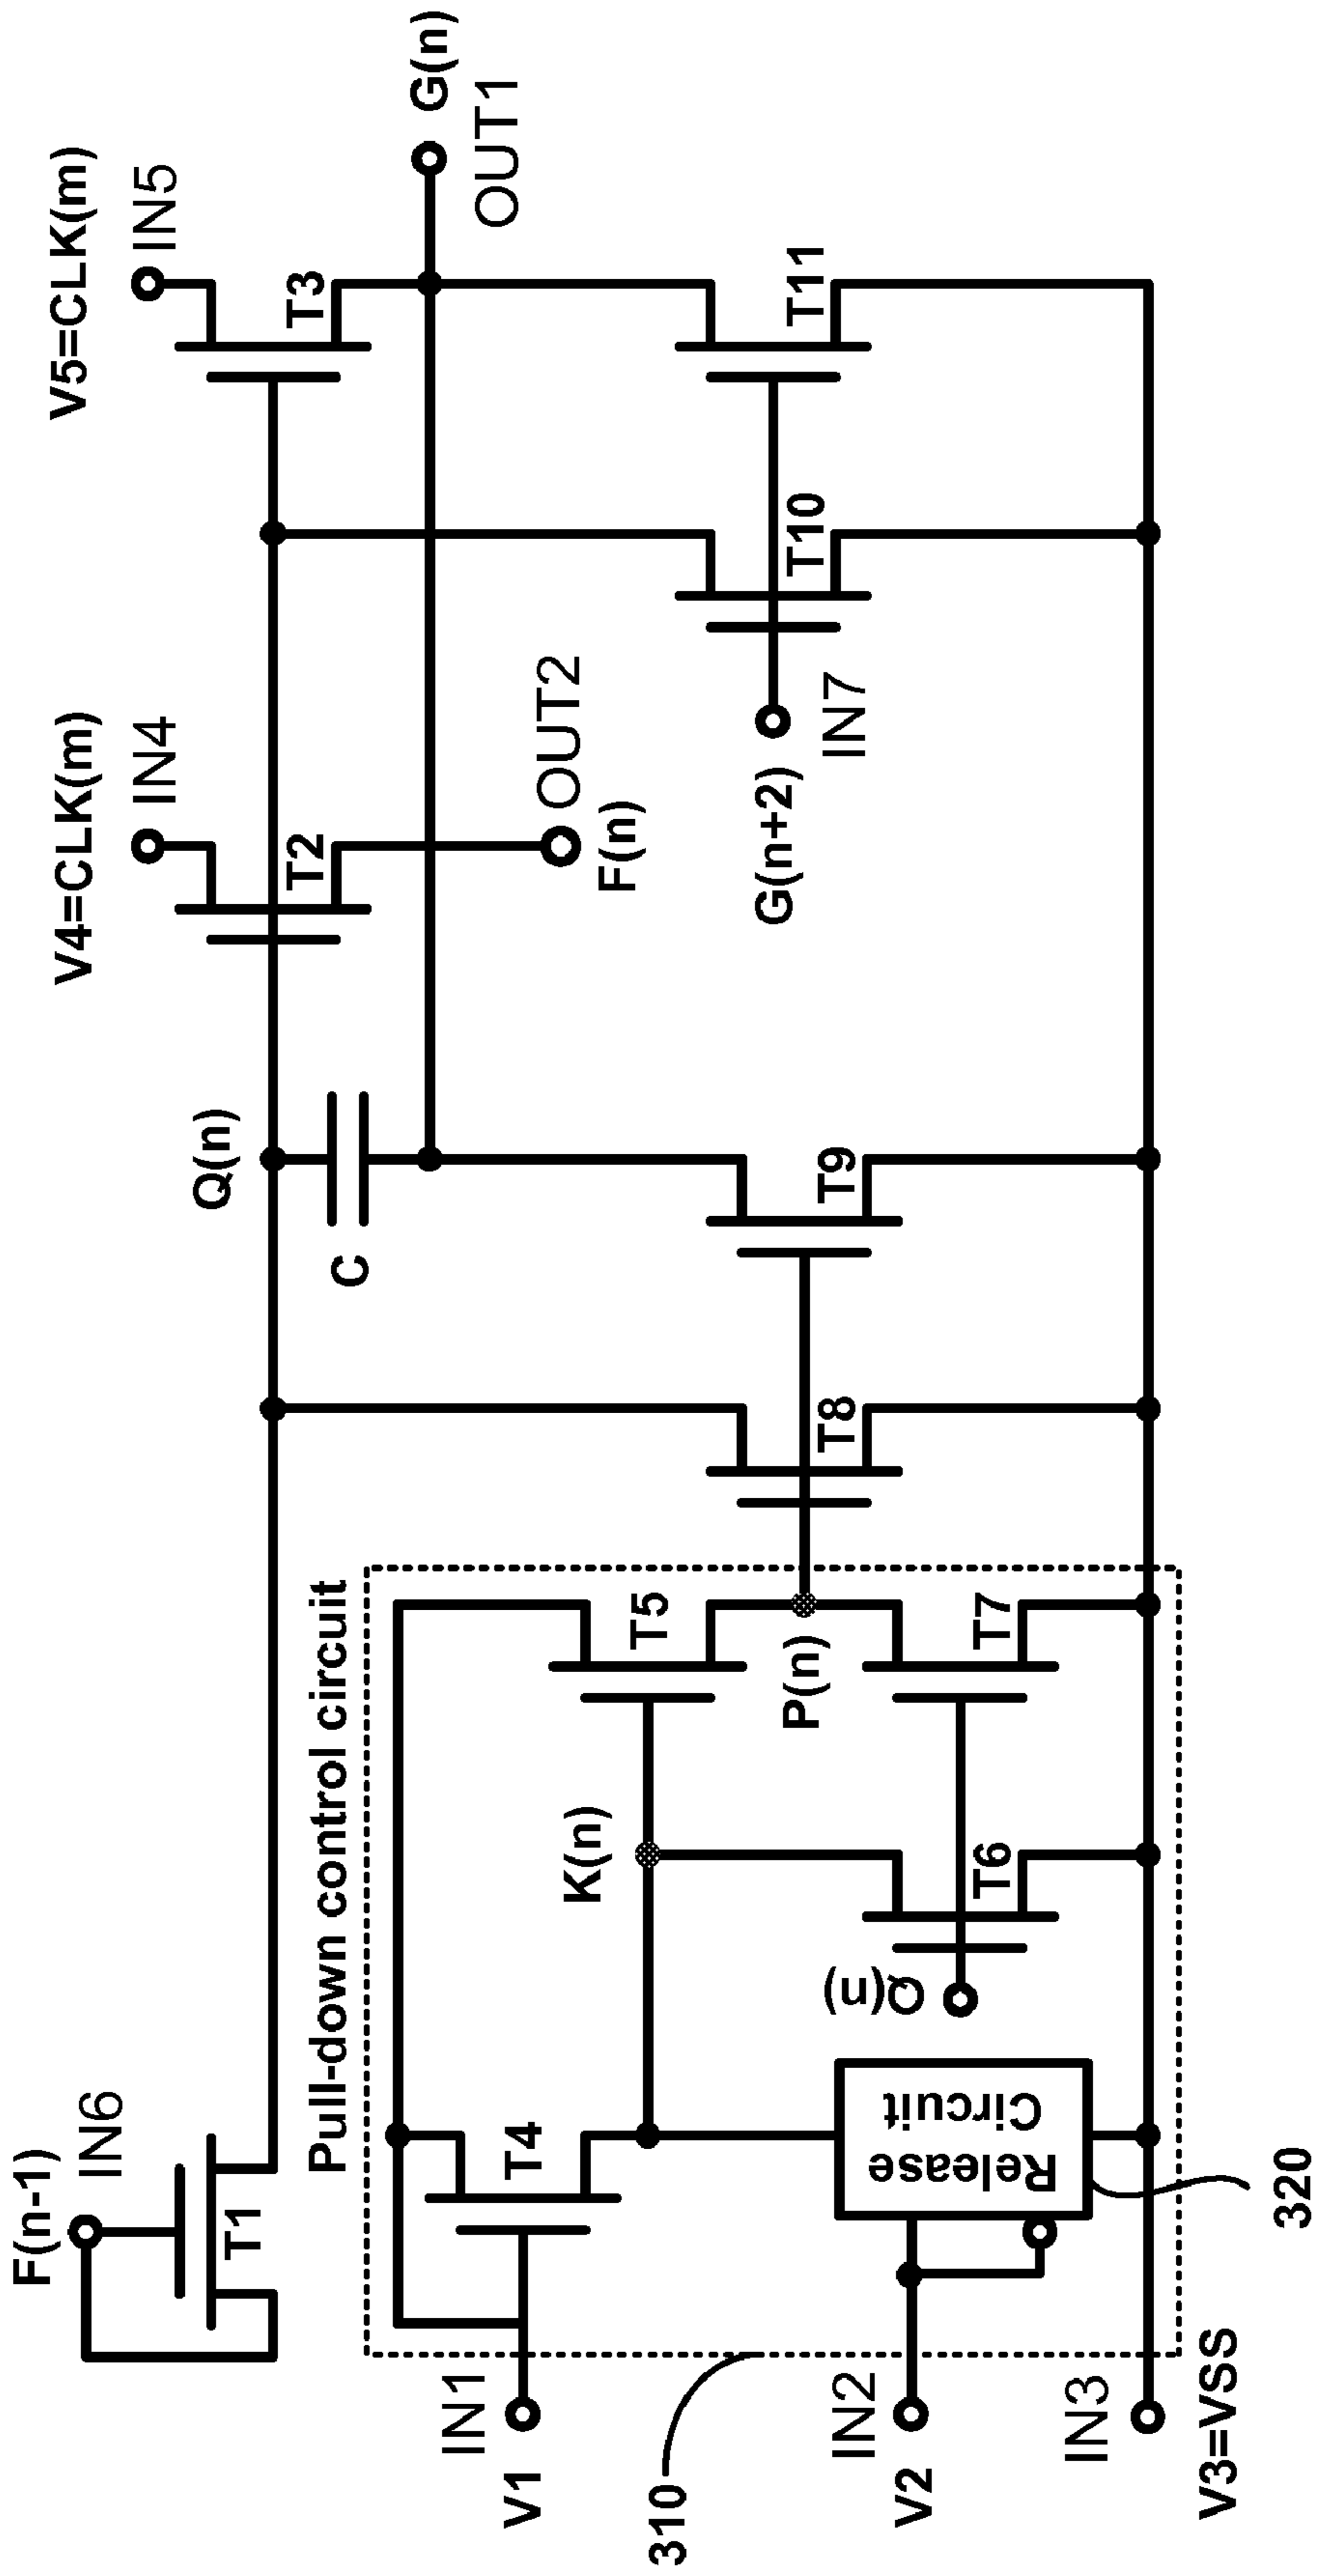 F(n-1)
IN6
T1
Q(n)
C
V4=CLK(m)
IN4
T2
V5=CLK(m)
IN5
T3
G(n)
OUT1
OUT2
F(n)
Pull-down control circuit
310
IN1
V1
T4
K(n)
T5
P(n)
Q(n)
T6
T7
T8
T9
G(n+2)
IN7
T10
T11
IN2
V2
Release
Circuit
320
IN3
V3=VSS